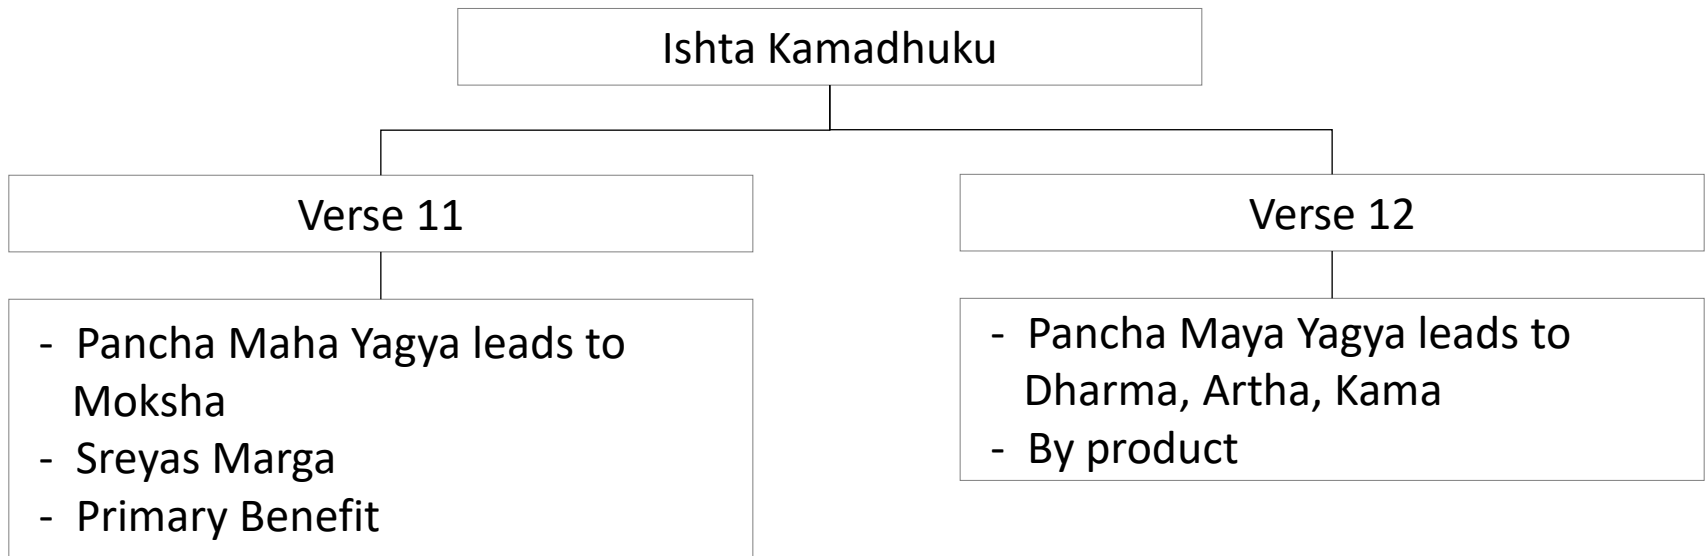 Ishta Kamadhuku
Verse 11
- Pancha Maha Yagya leads to
Moksha
- Sreyas Marga
- Primary Benefit
Verse 12
- Pancha Maya Yagya leads to
Dharma, Artha, Kama
- By product